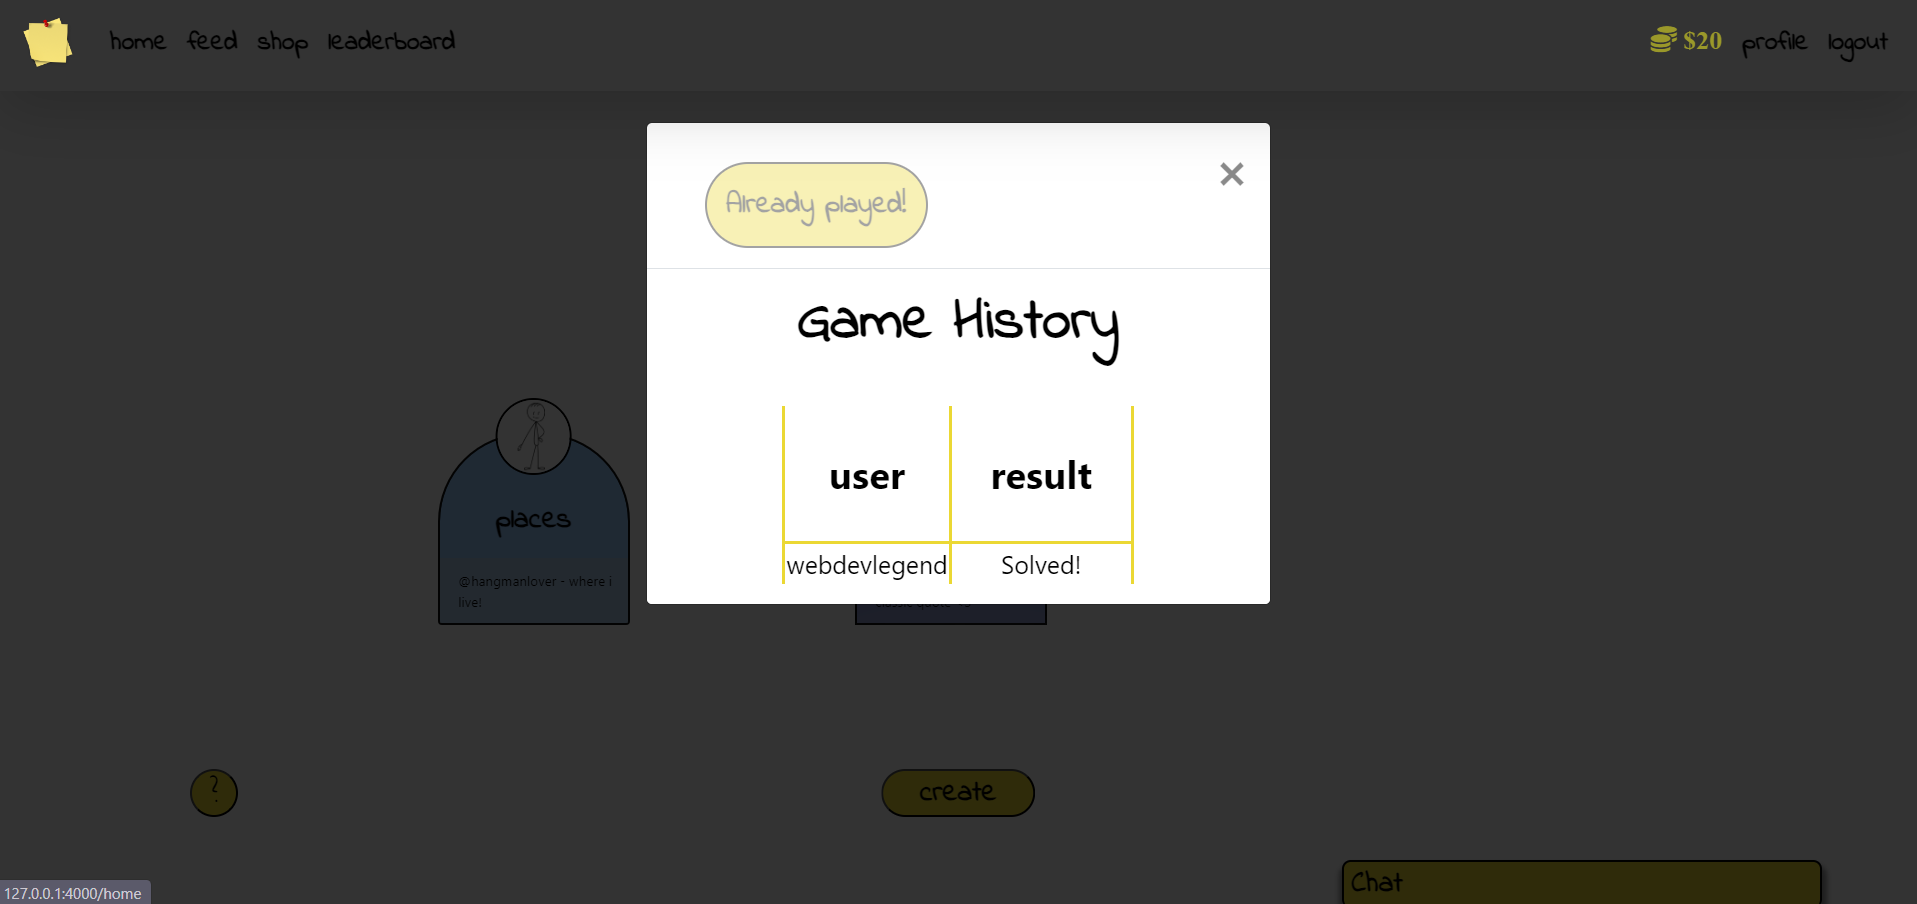 home feed shop leaderboard
$20 profile logout
Already played!
Game History
user result
webdevlegend Solved!
places
@hangmanlover - where i
live!
?
create
Chat
127.0.0.1:4000/home